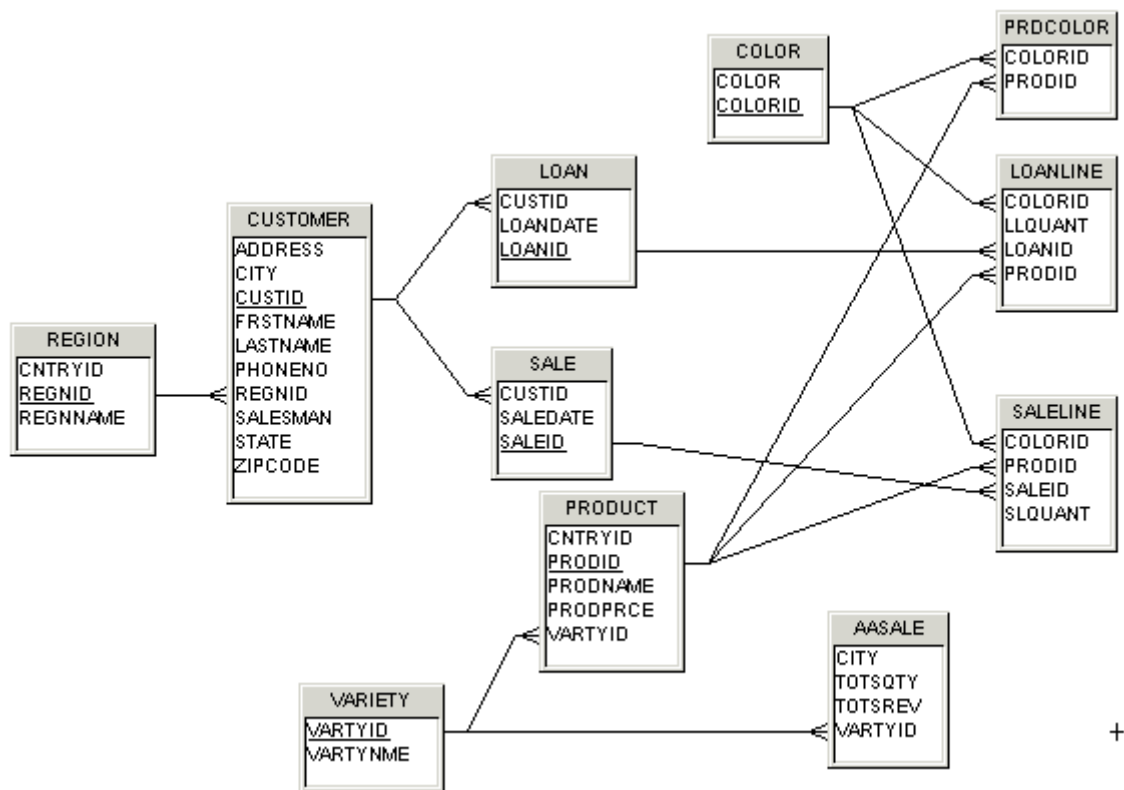 PRDCOLOR
COLORID
PRODID
COLOR
COLOR
COLORID
LOAN
CUSTID
LOANDATE
LOANID
LOANLINE
COLORID
LLQUANT
LOANID
PRODID
CUSTOMER
ADDRESS
CITY
CUSTID
FRSTNAME
LASTNAME
PHONENO
REGNID
SALESMAN
STATE
ZIPCODE
REGION
CNTRYID
REGNID
REGNNAME
SALE
CUSTID
SALEDATE
SALEID
SALELINE
COLORID
PRODID
SALEID
SLQUANT
PRODUCT
CNTRYID
PRODID
PRODNAME
PRODPRCE
VARTYID
AASALE
CITY
TOTSQTY
TOTSREV
VARTYID
VARIETY
VARTYID
VARTYNME